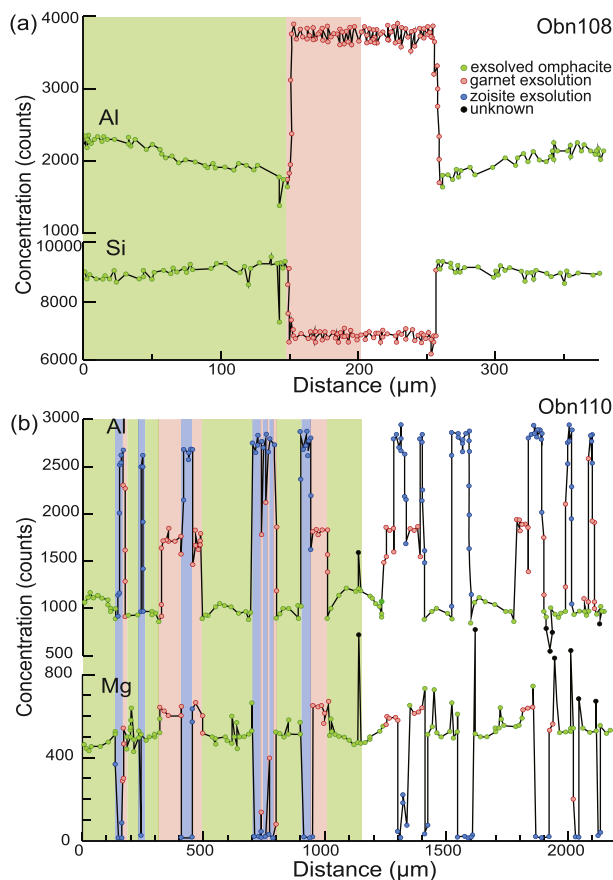 (a)
Obn108
4000
3000
2000
1000
Al
exsolved omphacite
garnet exsolution
zoisite exsolution
unknown
Concentration (counts)
10000
8000
6000
Si
0 100 200 300
Distance (μm)
(b)
Obn110
3000
2500
2000
1500
1000
500
Al
Concentration (counts)
800
400
0
Mg
0 500 1000 1500 2000
Distance (μm)